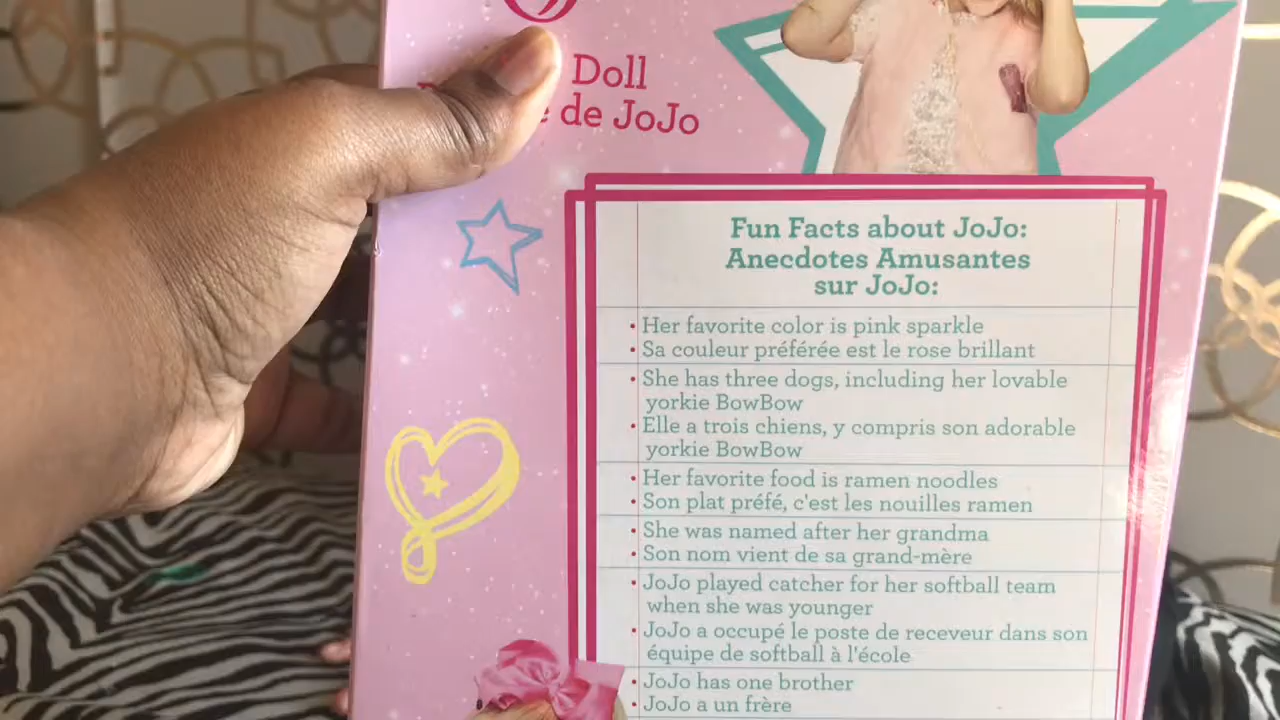 Doll
de JoJo
Fun Facts about JoJo:
Anecdotes Amusantes
sur JoJo:
• Her favorite color is pink sparkle
• Sa couleur préférée est le rose brillant
• She has three dogs, including her lovable
yorkie BowBow
• Elle a trois chiens, y compris son adorable
yorkie BowBow
• Her favorite food is ramen noodles
• Son plat préfé, c'est les nouilles ramen
• She was named after her grandma
• Son nom vient de sa grand-mère
• JoJo played catcher for her softball team
when she was younger
• JoJo a occupé le poste de receveur dans son
équipe de softball à l'école
• JoJo has one brother
• JoJo a un frère